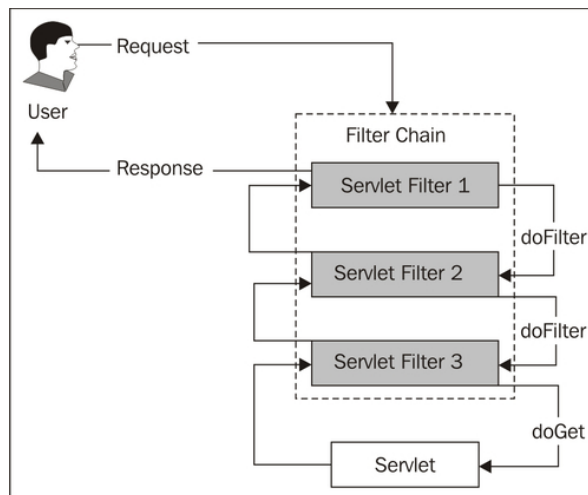 Request
User
Filter Chain
Response
Servlet Filter 1
doFilter
Servlet Filter 2
doFilter
Servlet Filter 3
doGet
Servlet